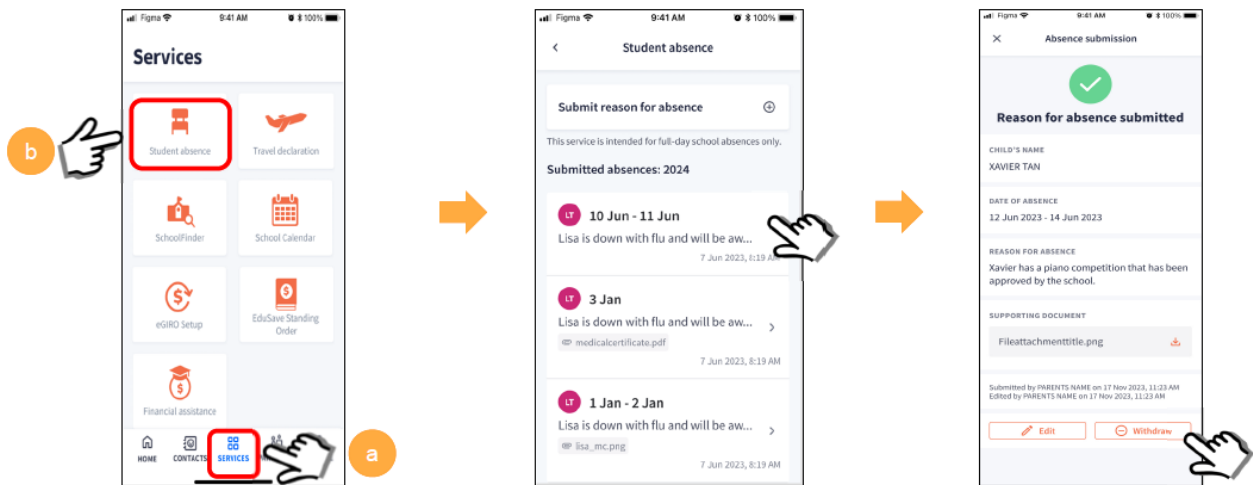 Figma
9:41 AM
100%
Services
Student absence
Travel declaration
SchoolFinder
School Calendar
eGIRO Setup
EduSave Standing
Order
Financial assistance
HOME
CONTACTS
SERVICES
b
a
Figma
9:41 AM
100%
Student absence
Submit reason for absence
This service is intended for full-day school absences only.
Submitted absences: 2024
LT
10 Jun - 11 Jun
Lisa is down with flu and will be aw...
7 Jun 2023, 8:19 AM
LT
3 Jan
Lisa is down with flu and will be aw...
medicalcertificate.pdf
7 Jun 2023, 8:19 AM
LT
1 Jan - 2 Jan
Lisa is down with flu and will be aw...
lisa_mc.png
7 Jun 2023, 8:19 AM
Figma
9:41 AM
100%
Absence submission
Reason for absence submitted
CHILD'S NAME
XAVIER TAN
DATE OF ABSENCE
12 Jun 2023 - 14 Jun 2023
REASON FOR ABSENCE
Xavier has a piano competition that has been
approved by the school.
SUPPORTING DOCUMENT
Fileattachmenttitle.png
Submitted by PARENTS NAME on 17 Nov 2023, 11:23 AM
Edited by PARENTS NAME on 17 Nov 2023, 11:23 AM
Edit
Withdraw